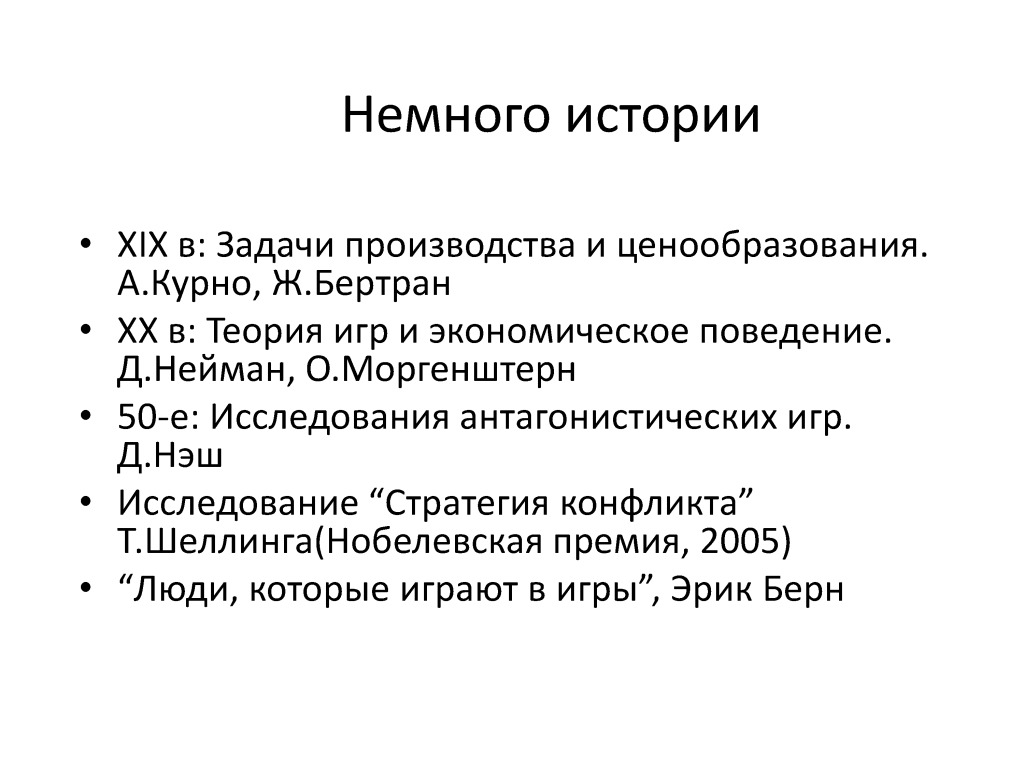 Немного истории
• XIX в: Задачи производства и ценообразования.
А.Курно, Ж.Бертран
• XX в: Теория игр и экономическое поведение.
Д.Нейман, О.Моргенштерн
• 50-е: Исследования антагонистических игр.
Д.Нэш
• Исследование “Стратегия конфликта”
Т.Шеллинга(Нобелевская премия, 2005)
• “Люди, которые играют в игры”, Эрик Берн